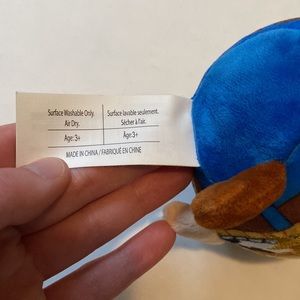 Surface Washable Only.
Air Dry.
Age: 3+
Surface lavable seulement.
Sécher à l'air.
Âge: 3+
MADE IN CHINA / FABRIQUÉ EN CHINE